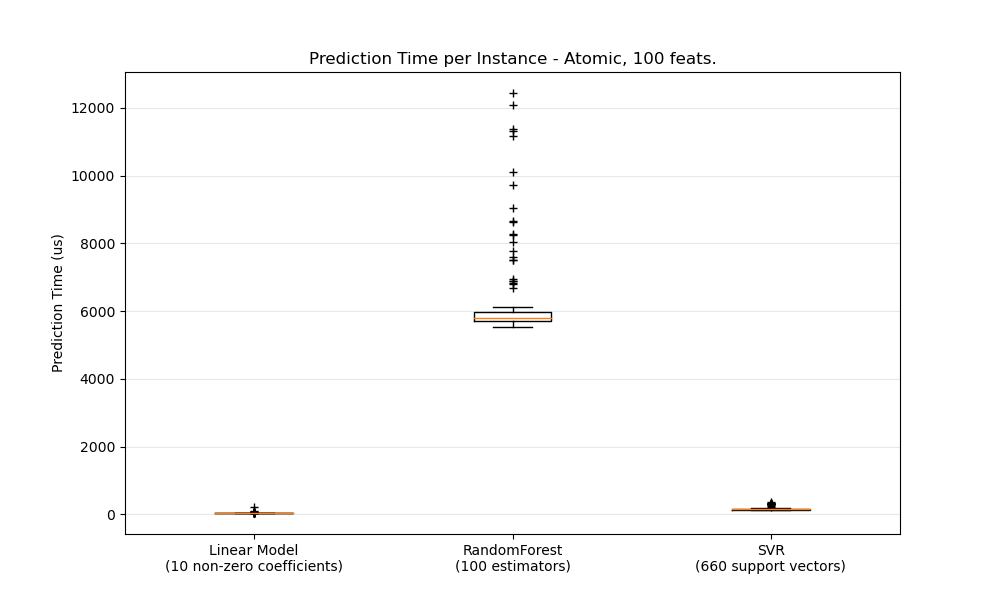 Prediction Time per Instance - Atomic, 100 feats.
Prediction Time (us)
12000
10000
8000
6000
4000
2000
0
Linear Model
(10 non-zero coefficients)
RandomForest
(100 estimators)
SVR
(660 support vectors)